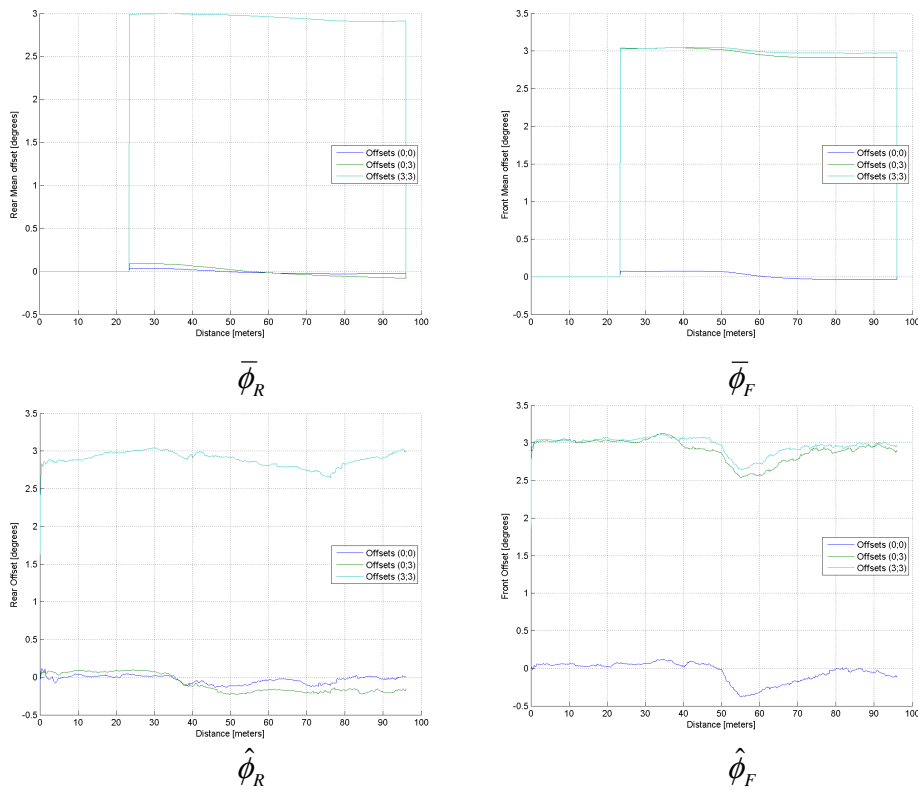 3
2.5
2
1.5
1
0.5
0
-0.5
Rear Mean offset [degrees]
Offsets (0;0)
Offsets (0;3)
Offsets (3;3)
0 10 20 30 40 50 60 70 80 90 100
Distance [meters]
ϕ̅_R
3.5
3
2.5
2
1.5
1
0.5
0
-0.5
Front Mean offset [degrees]
Offsets (0;0)
Offsets (0;3)
Offsets (3;3)
0 10 20 30 40 50 60 70 80 90 100
Distance [meters]
ϕ̅_F
3.5
3
2.5
2
1.5
1
0.5
0
-0.5
Rear Offset [degrees]
Offsets (0;0)
Offsets (0;3)
Offsets (3;3)
0 10 20 30 40 50 60 70 80 90 100
Distance [meters]
ϕ̂_R
3.5
3
2.5
2
1.5
1
0.5
0
-0.5
Front Offset [degrees]
Offsets (0;0)
Offsets (0;3)
Offsets (3;3)
0 10 20 30 40 50 60 70 80 90 100
Distance [meters]
ϕ̂_F